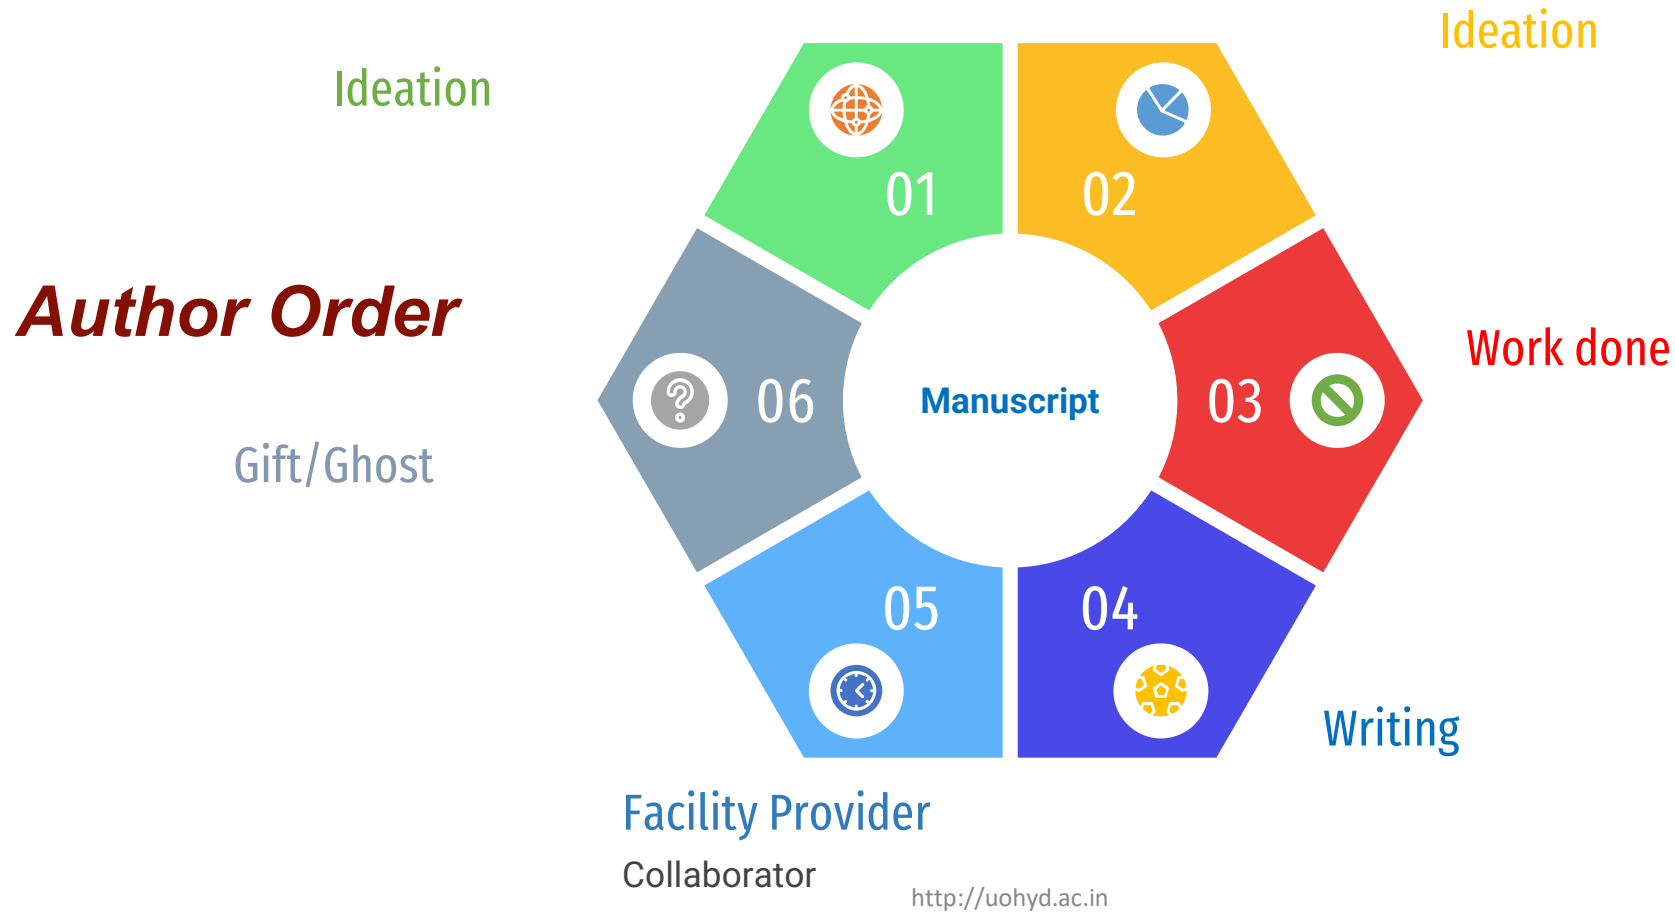 Ideation
Ideation
01
02
Author Order
Work done
06
Manuscript
03
Gift/Ghost
05
04
Writing
Facility Provider
Collaborator
http://uohyd.ac.in